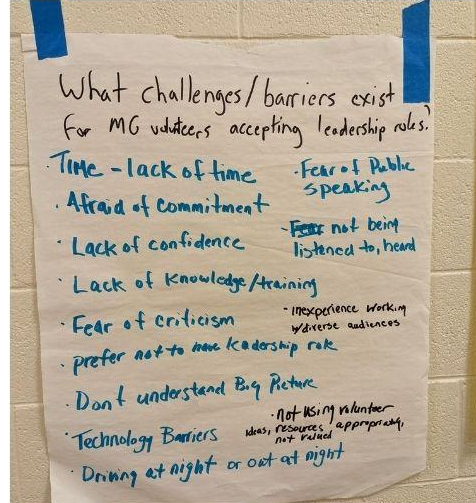 What challenges/barriers exist
for MG volunteers accepting leadership roles?
· Time - lack of time
· Afraid of commitment
· Lack of confidence
· Lack of Knowledge/training
· Fear of criticism
· prefer not to have leadership role
· Don't understand Big Picture
· Technology Barriers
· Driving at night or out at night
· Fear of Public
speaking
- Fear not being
listened to, heard
- inexperience working
w/diverse audiences
· not using volunteer
ideas, resources appropriately,
not valued